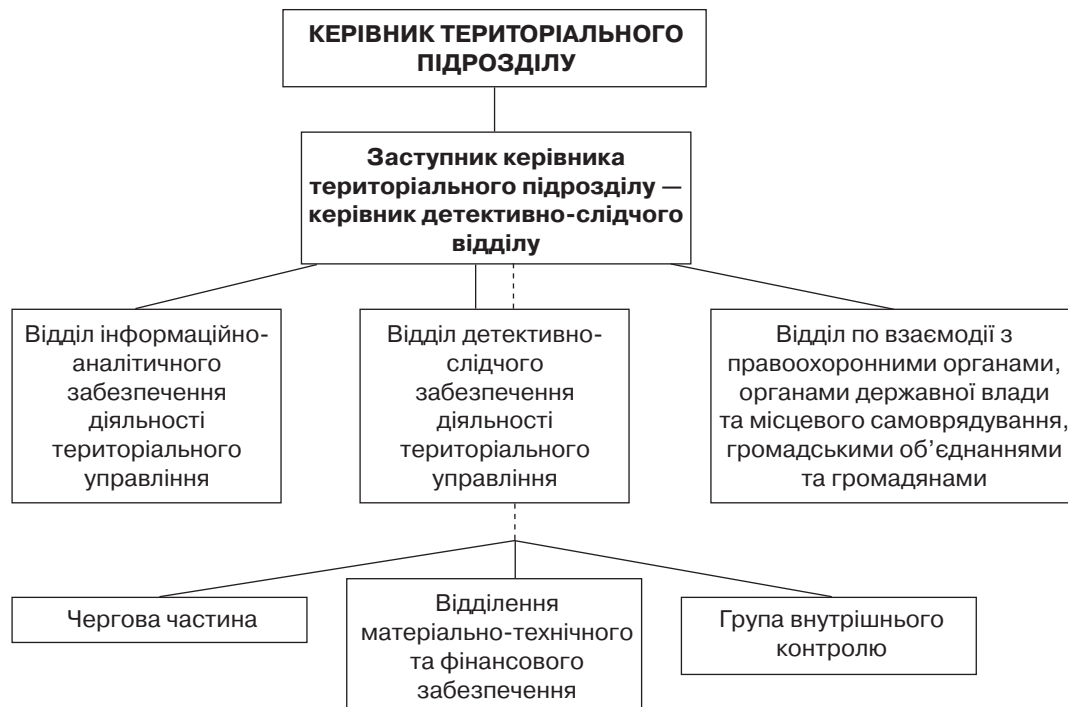 КЕРІВНИК ТЕРИТОРІАЛЬНОГО
ПІДРОЗДІЛУ
Заступник керівника
територіального підрозділу —
керівник детективно-слідчого
відділу
Відділ інформаційно-
аналітичного
забезпечення
діяльності
територіального
управління
Відділ детективно-
слідчого
забезпечення
діяльності
територіального
управління
Відділ по взаємодії з
правоохоронними органами,
органами державної влади
та місцевого самоврядування,
громадськими об’єднаннями
та громадянами
Чергова частина
Відділення
матеріально-технічного
та фінансового
забезпечення
Група внутрішнього
контролю